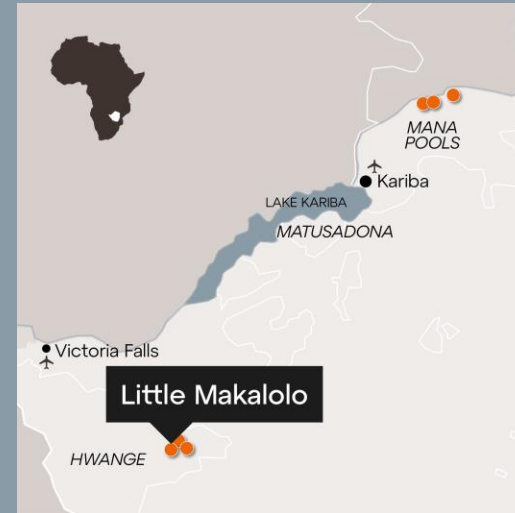 MANA
POOLS
Kariba
LAKE KARIBA
MATUSADONA
Victoria Falls
Little Makalolo
HWANGE